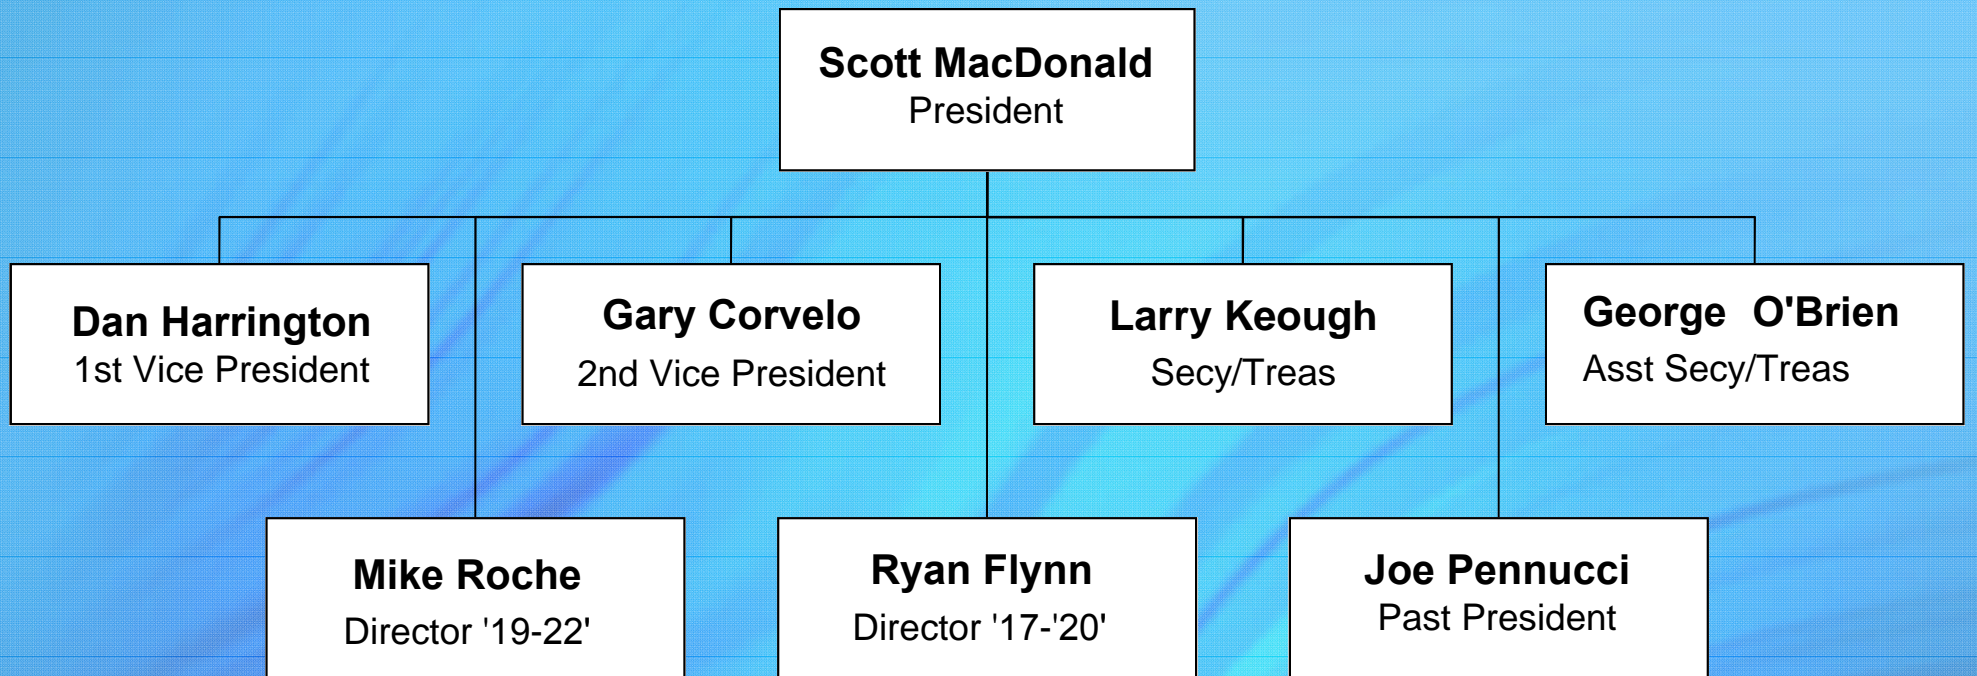 Scott MacDonald
President
Dan Harrington
1st Vice President
Gary Corvelo
2nd Vice President
Larry Keough
Secy/Treas
George  O'Brien
Asst Secy/Treas
Mike Roche
Director '19-22'
Ryan Flynn
Director '17-'20'
Joe Pennucci
Past President